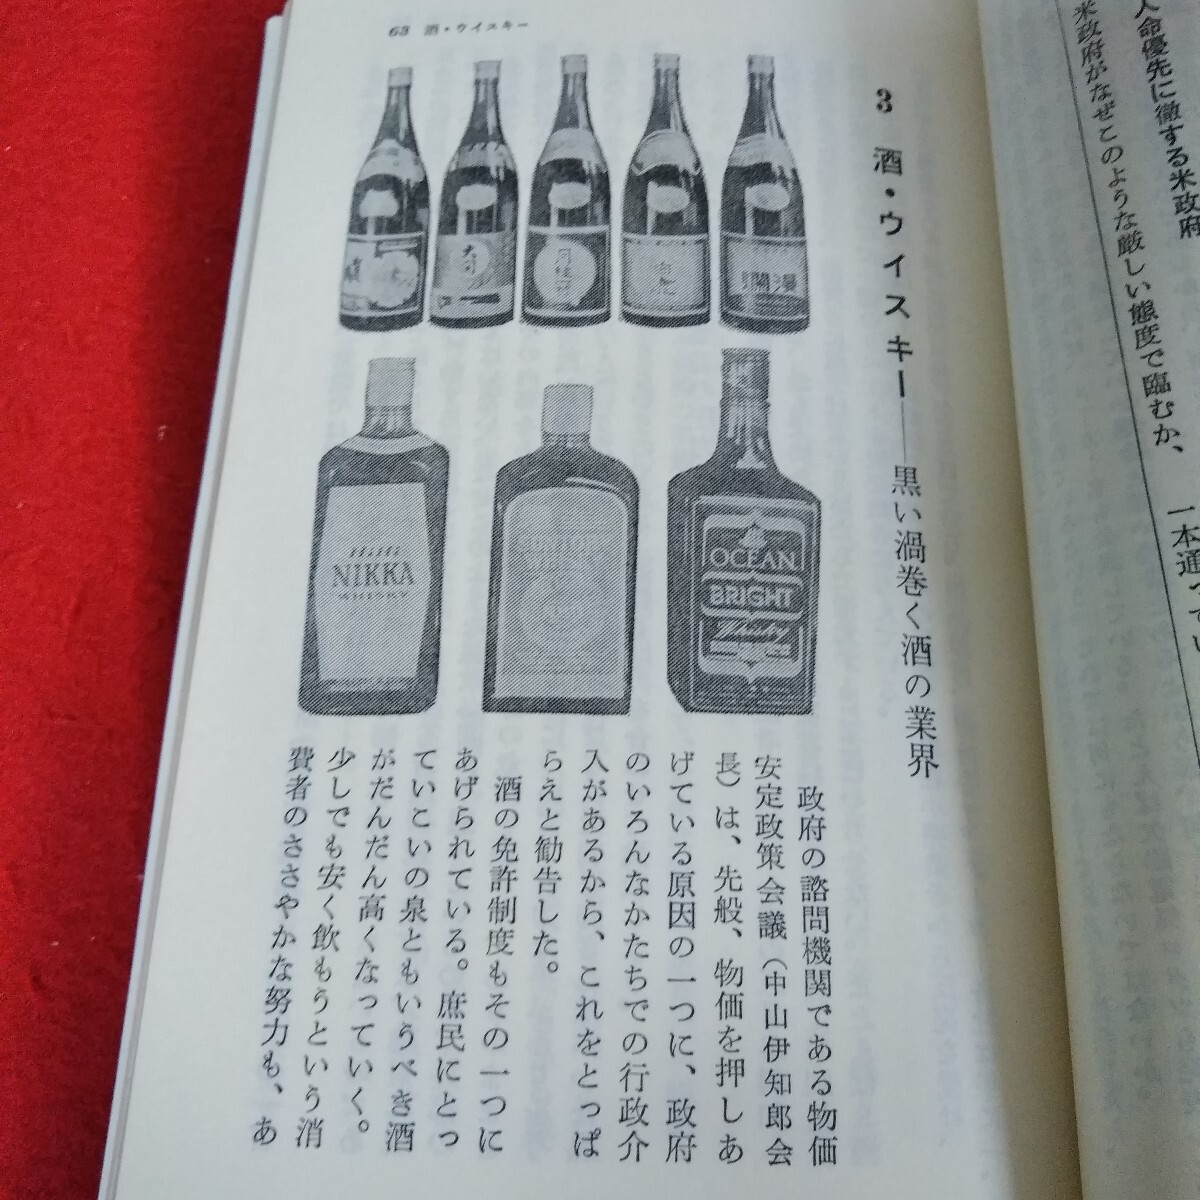 人命優先に徹する米政府
米政府がなぜこのような厳しい態度で臨むか、
63 酒・ウイスキー
3 酒・ウイスキー――黒い渦巻く酒の業界
月桂冠
爛漫
NIKKA
WHISKY
OCEAN
BRIGHT
Whisky
政府の諮問機関である物価
安定政策会議（中山伊知郎会
長）は、先般、物価を押しあ
げている原因の一つに、政府
のいろんなかたちでの行政介
入があるから、これをとっぱ
らえと勧告した。
酒の免許制度もその一つに
あげられている。庶民にとっ
ていこいの泉ともいうべき酒
がだんだん高くなっていく。
少しでも安く飲もうという消
費者のささやかな努力も、あ